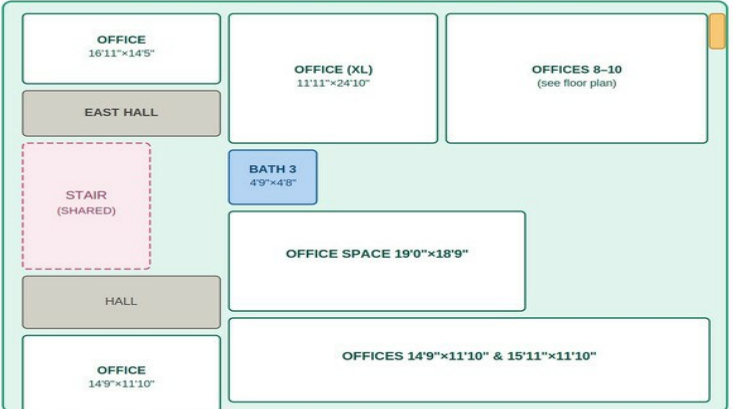 OFFICE
16'11"×14'5"
OFFICE (XL)
11'11"×24'10"
OFFICES 8–10
(see floor plan)
EAST HALL
STAIR
(SHARED)
BATH 3
4'9"×4'8"
OFFICE SPACE 19'0"×18'9"
HALL
OFFICES 14'9"×11'10" & 15'11"×11'10"
OFFICE
14'9"×11'10"